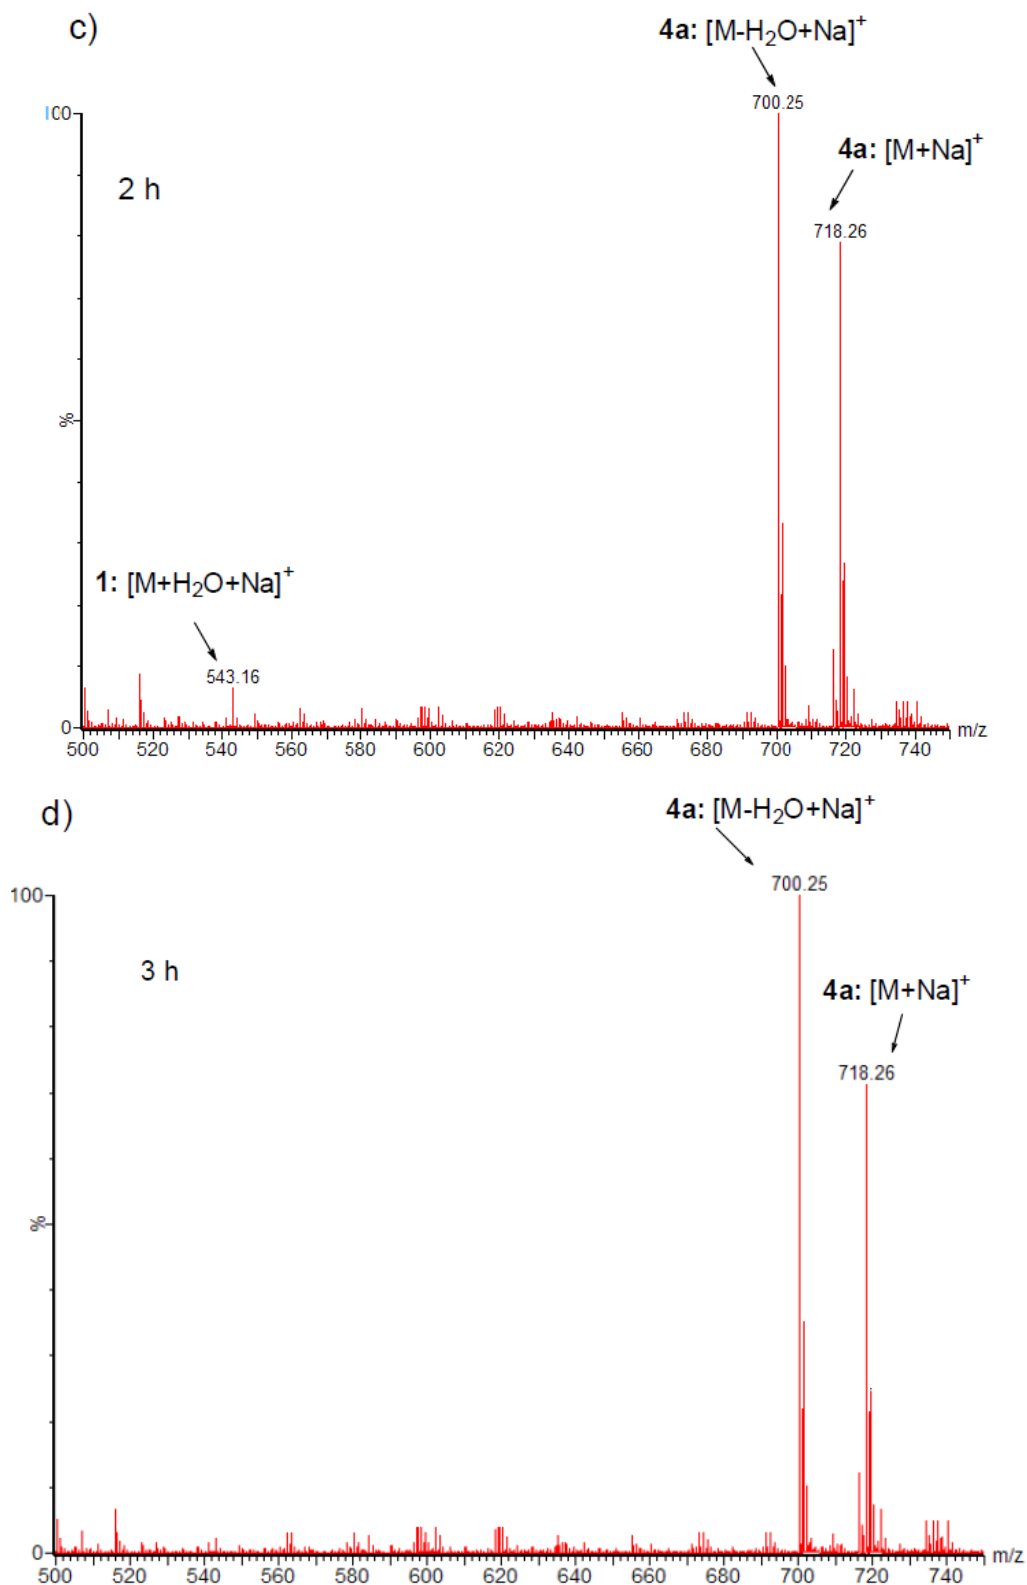 c)
4a: [M-H₂O+Na]⁺
700.25
100
4a: [M+Na]⁺
2 h
718.26
%
1: [M+H₂O+Na]⁺
543.16
0
500 520 540 560 580 600 620 640 660 680 700 720 740 m/z
d)
4a: [M-H₂O+Na]⁺
700.25
100
3 h
4a: [M+Na]⁺
718.26
%
0
500 520 540 560 580 600 620 640 660 680 700 720 740 m/z